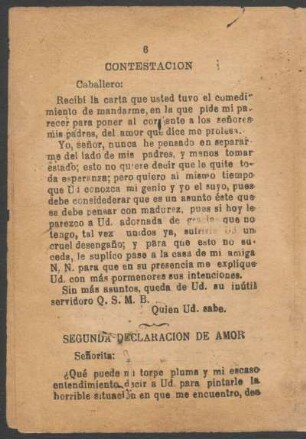 6
CONTESTACION
Caballero:
Recibí la carta que usted tuvo el comedi
miento de mandarme, en la que pide mi pa
recer para poner al corriente a los señores
mis padres, del amor que dice me profesa.
Yo, señor, nunca he pensado en separar
me del lado de mis padres, y menos tomar
estado; esto no quiere decir que le quite to
da esperanza; pero quiero al mismo tiempo
que Ud conozca mi genio y yo el suyo, pues
debe considederar que es un asunto éste que
se debe pensar con madurez, pues si hoy le
parezco a Ud. adornada de gracias que no
tengo, tal vez unidos ya, sufriría Ud un
cruel desengaño; y para que esto no su
ceda, le suplico pase a la casa de mi amiga
N, N. para que en su presencia me explique
Ud. con más pormenores sus intenciones.
Sin más asuntos, queda de Ud. su inútil
servidoro Q. S. M. B.
Quien Ud. sabe.
SEGUNDA DECLARACION DE AMOR
Señorita:
¿Qué puede mi torpe pluma y mi escaso
entendimiento decir a Ud. para pintarle la
horrible situación en que me encuentro, des